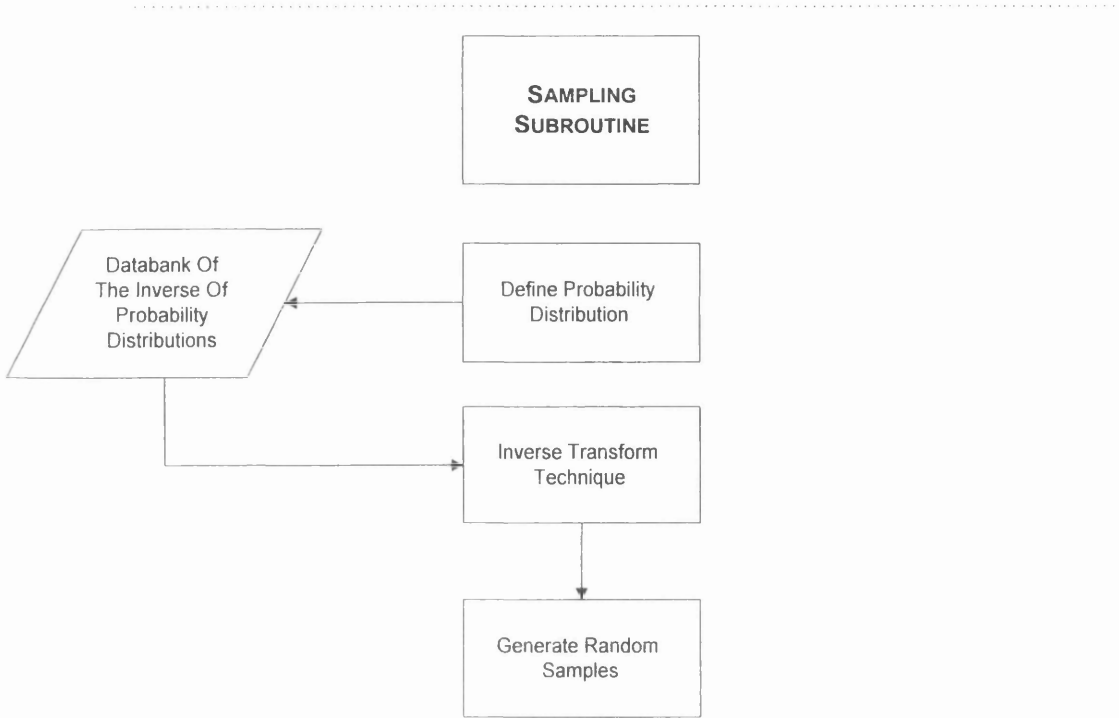 SAMPLING
SUBROUTINE
Databank Of
The Inverse Of
Probability
Distributions
Define Probability
Distribution
Inverse Transform
Technique
Generate Random
Samples